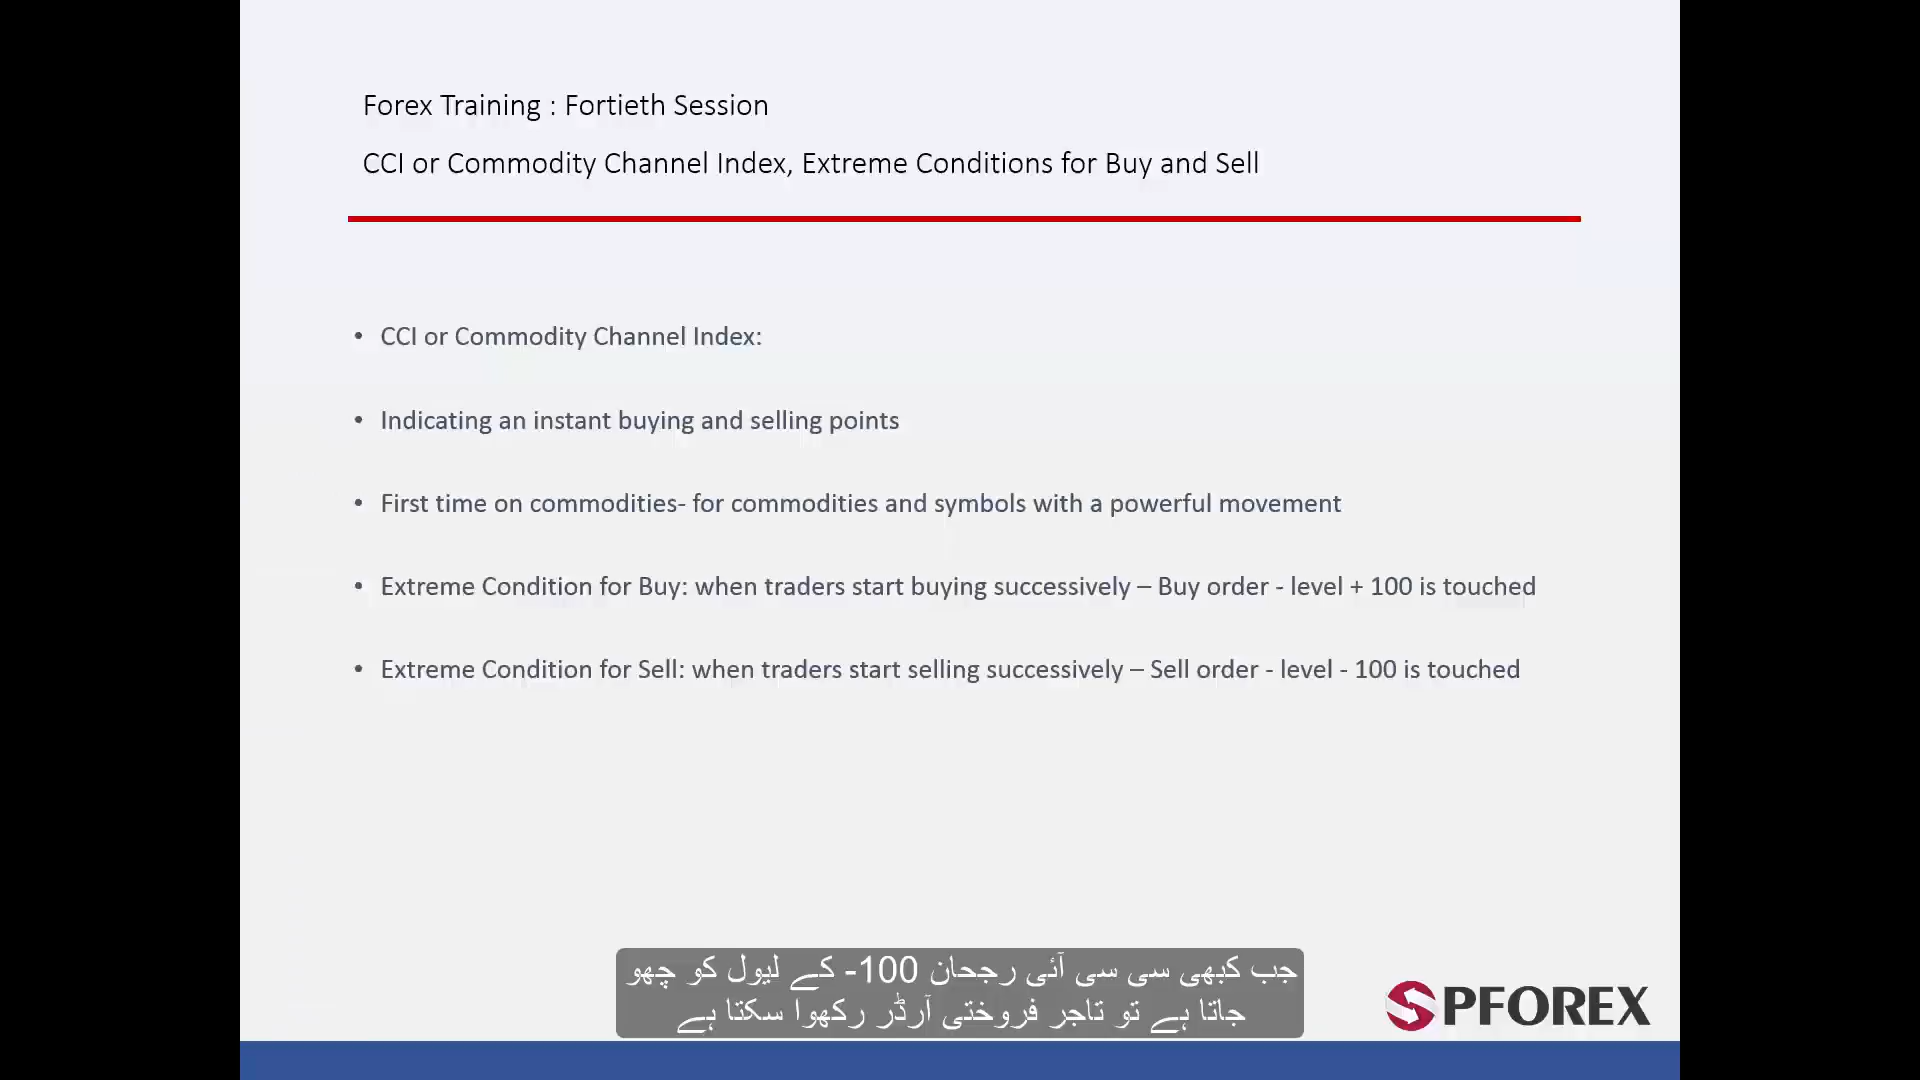 Forex Training : Fortieth Session
CCI or Commodity Channel Index, Extreme Conditions for Buy and Sell
• CCI or Commodity Channel Index:
• Indicating an instant buying and selling points
• First time on commodities- for commodities and symbols with a powerful movement
• Extreme Condition for Buy: when traders start buying successively – Buy order - level + 100 is touched
• Extreme Condition for Sell: when traders start selling successively – Sell order - level - 100 is touched
جب کبھی سی سی آئی رجحان 100- کے لیول کو چھو
جاتا ہے تو تاجر فروختی آرڈر رکھوا سکتا ہے
SPFOREX